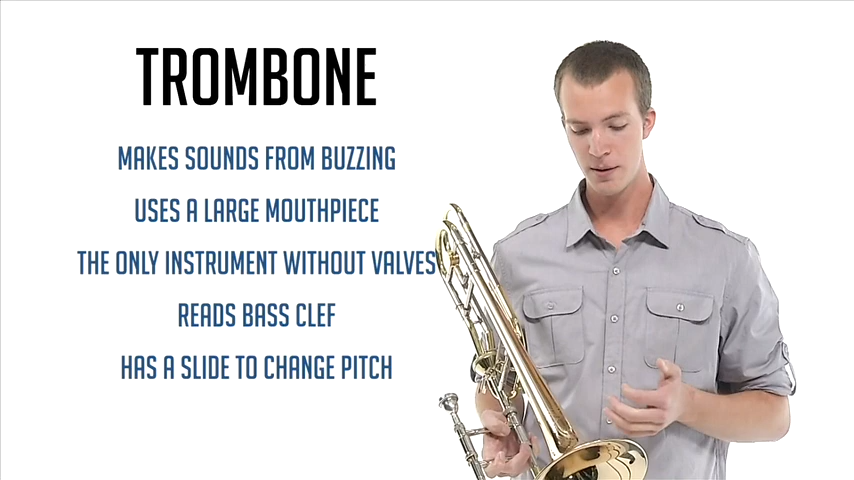 TROMBONE
MAKES SOUNDS FROM BUZZING
USES A LARGE MOUTHPIECE
THE ONLY INSTRUMENT WITHOUT VALVES
READS BASS CLEF
HAS A SLIDE TO CHANGE PITCH